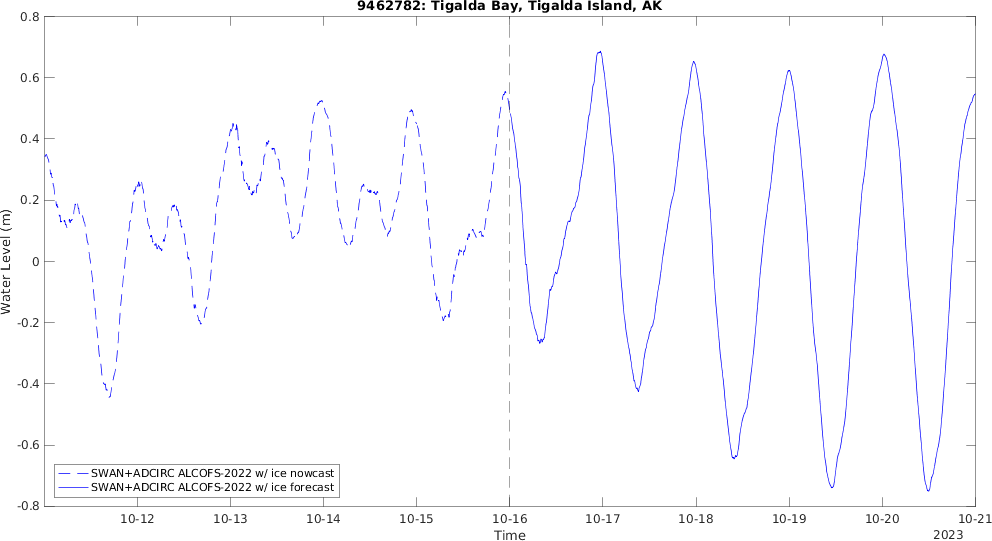 9462782: Tigalda Bay, Tigalda Island, AK
Water Level (m)
0.8
0.6
0.4
0.2
0
-0.2
-0.4
-0.6
-0.8
SWAN+ADCIRC ALCOFS-2022 w/ ice nowcast
SWAN+ADCIRC ALCOFS-2022 w/ ice forecast
10-12 10-13 10-14 10-15 10-16 10-17 10-18 10-19 10-20 10-21
Time
2023